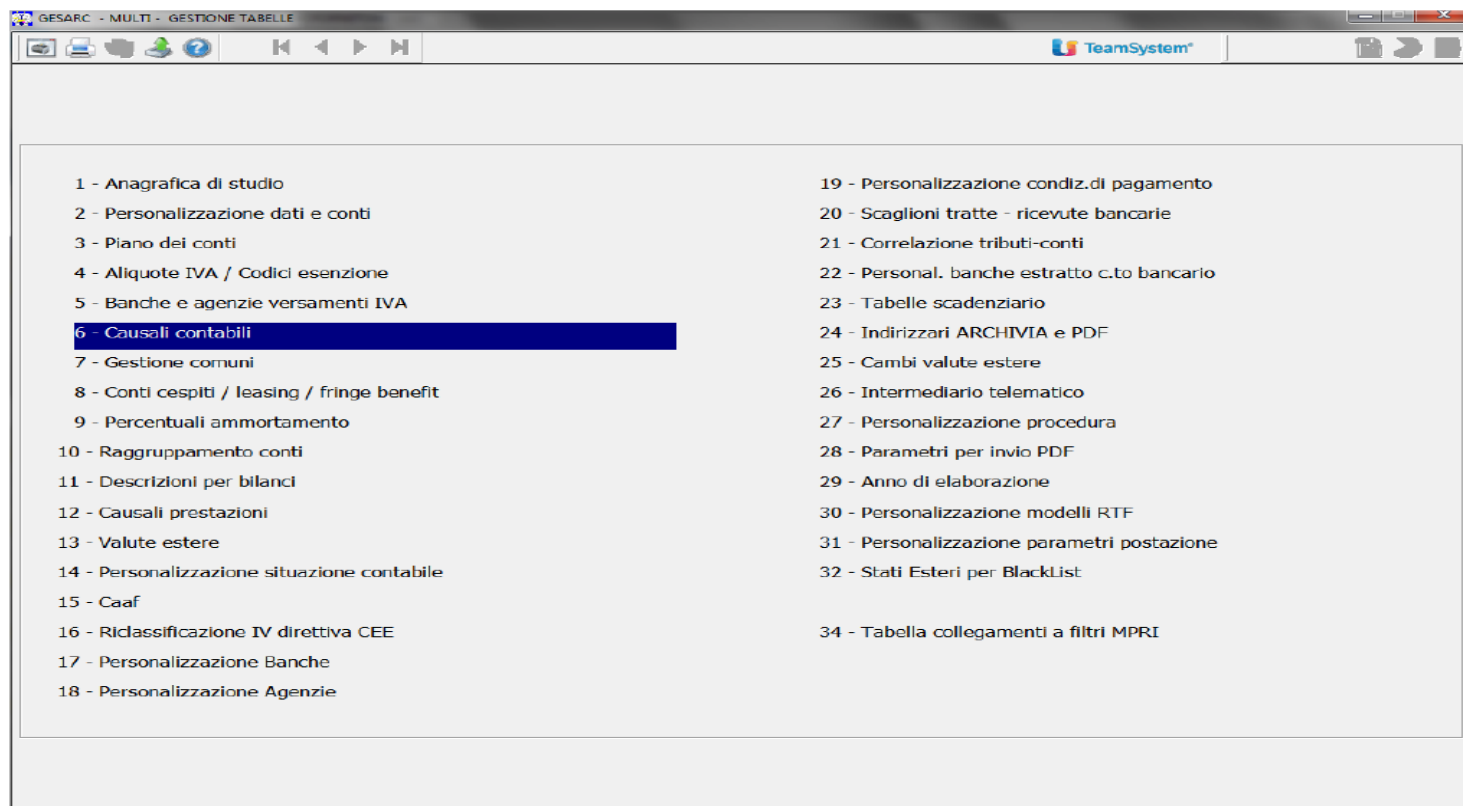 GESARC - MULTI - GESTIONE TABELLE
TeamSystem®
1 - Anagrafica di studio
2 - Personalizzazione dati e conti
3 - Piano dei conti
4 - Aliquote IVA / Codici esenzione
5 - Banche e agenzie versamenti IVA
6 - Causali contabili
7 - Gestione comuni
8 - Conti cespiti / leasing / fringe benefit
9 - Percentuali ammortamento
10 - Raggruppamento conti
11 - Descrizioni per bilanci
12 - Causali prestazioni
13 - Valute estere
14 - Personalizzazione situazione contabile
15 - Caaf
16 - Riclassificazione IV direttiva CEE
17 - Personalizzazione Banche
18 - Personalizzazione Agenzie
19 - Personalizzazione condiz.di pagamento
20 - Scaglioni tratte - ricevute bancarie
21 - Correlazione tributi-conti
22 - Personal. banche estratto c.to bancario
23 - Tabelle scadenziario
24 - Indirizzari ARCHIVIA e PDF
25 - Cambi valute estere
26 - Intermediario telematico
27 - Personalizzazione procedura
28 - Parametri per invio PDF
29 - Anno di elaborazione
30 - Personalizzazione modelli RTF
31 - Personalizzazione parametri postazione
32 - Stati Esteri per BlackList
34 - Tabella collegamenti a filtri MPRI